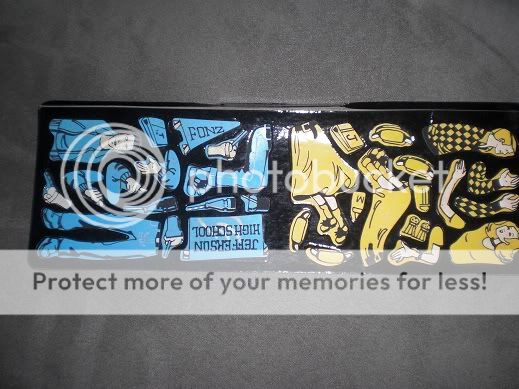 FONZ
J
photobucket
M
JEFFERSON
HIGH SCHOOL
Protect more of your memories for less!